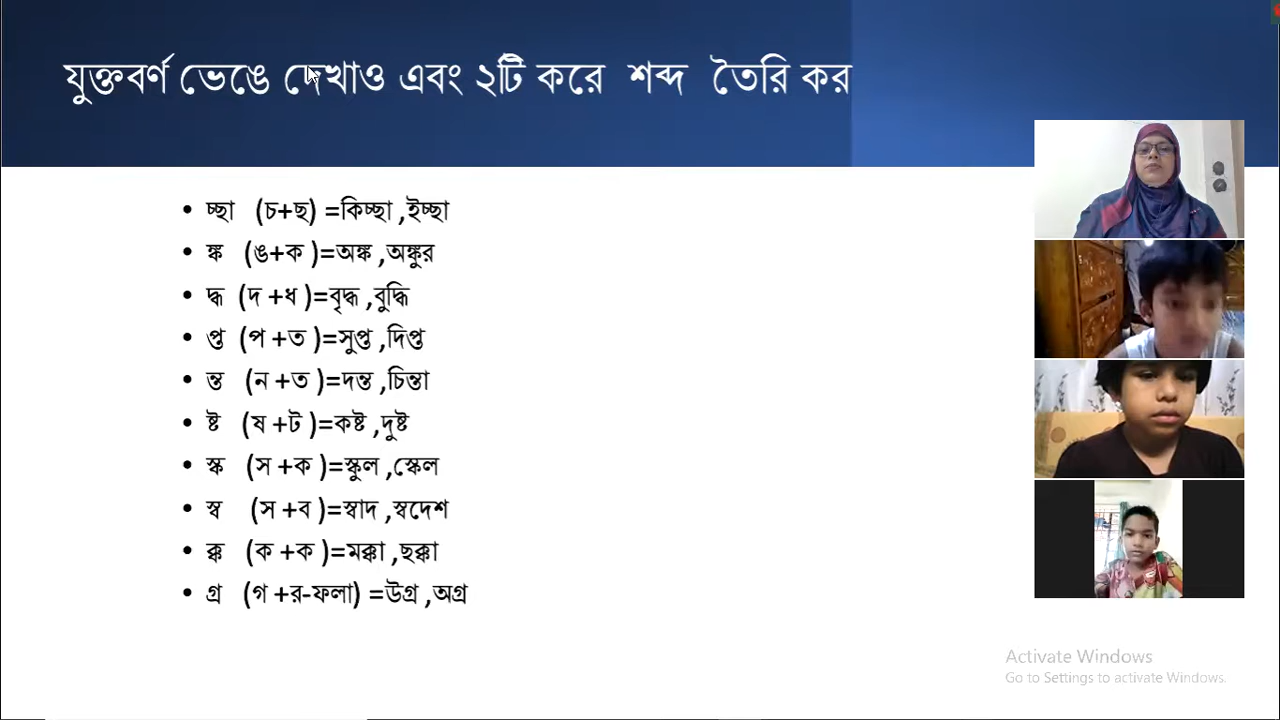 যুক্তবর্ণ ভেঙে দেখাও এবং ২টি করে শব্দ তৈরি কর
• চ্ছা (চ+ছ) =কিচ্ছা ,ইচ্ছা
• ঙ্ক (ঙ+ক )=অঙ্ক ,অঙ্কুর
• দ্ধ (দ +ধ )=বৃদ্ধ ,বুদ্ধি
• প্ত (প +ত )=সুপ্ত ,দিপ্ত
• ন্ত (ন +ত )=দন্ত ,চিন্তা
• ষ্ট (ষ +ট )=কষ্ট ,দুষ্ট
• স্ক (স +ক )=স্কুল ,স্কেল
• স্ব (স +ব )=স্বাদ ,স্বদেশ
• ক্ক (ক +ক )=মক্কা ,ছক্কা
• গ্র (গ +র-ফলা) =উগ্র ,অগ্র
Activate Windows
Go to Settings to activate Windows.